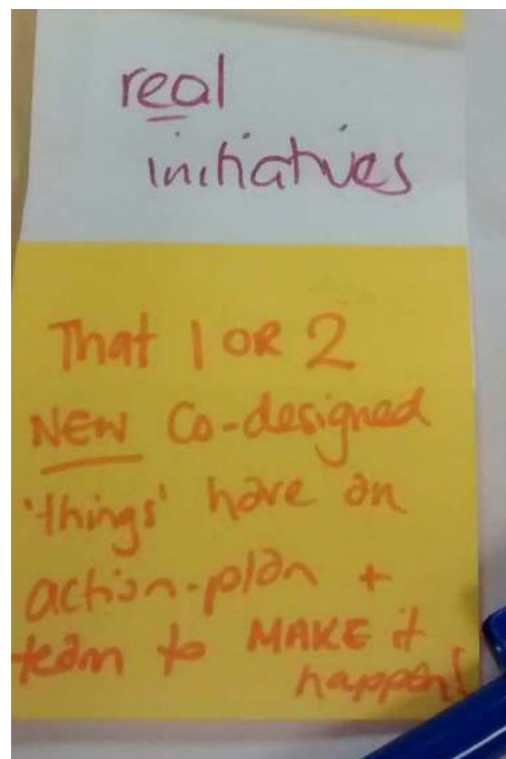 real
initiatives
That 1 OR 2
NEW Co-designed
'things' have an
action-plan +
team to MAKE it
happen!